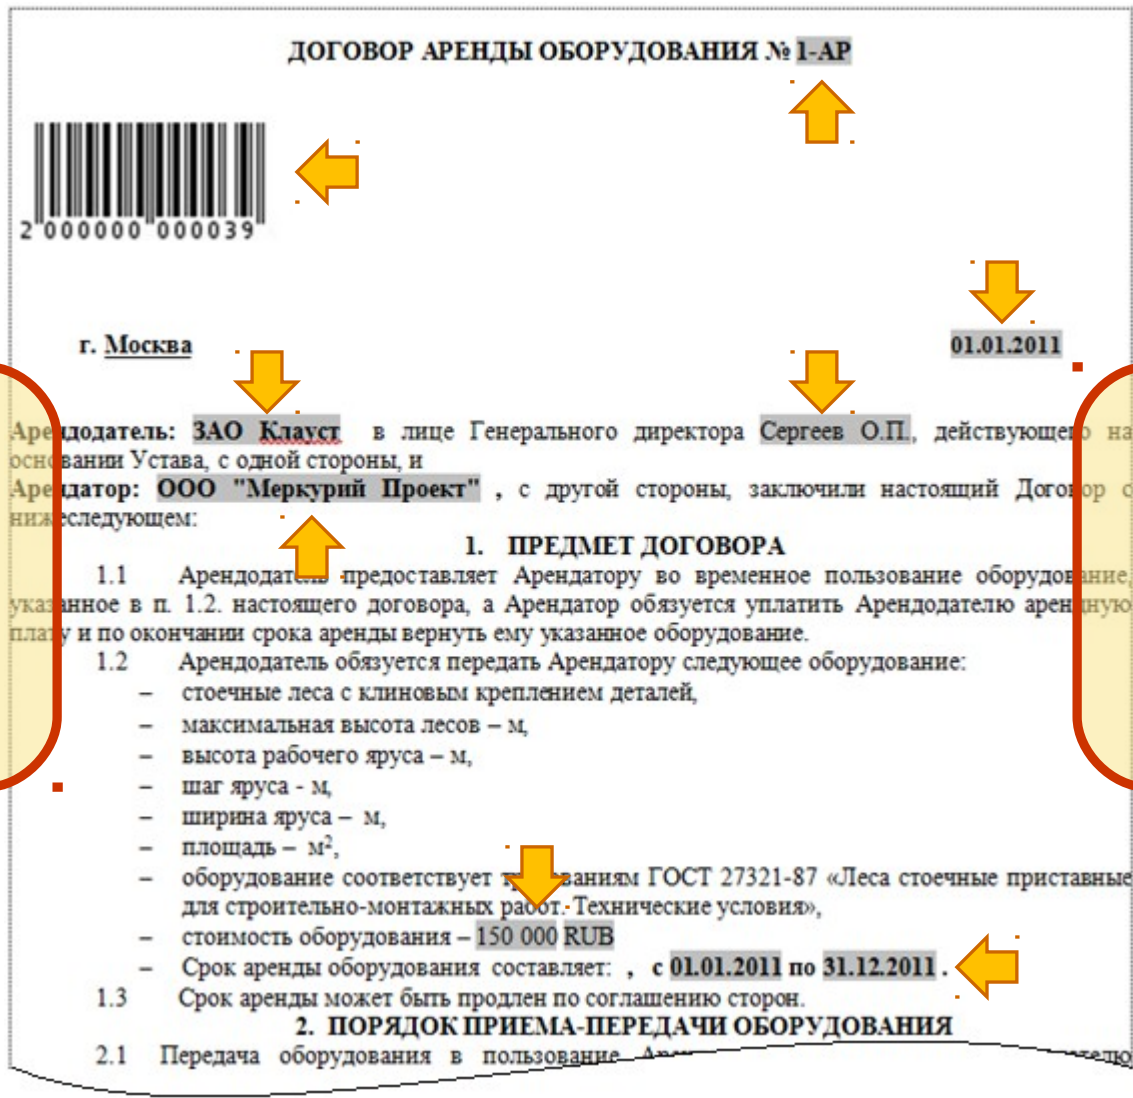 ДОГОВОР АРЕНДЫ ОБОРУДОВАНИЯ № 1-АР
2 000000 000039
г. Москва 01.01.2011
Арендодатель: ЗАО Клауст в лице Генерального директора Сергеев О.П., действующего на
основании Устава, с одной стороны, и
Арендатор: ООО "Меркурий Проект" , с другой стороны, заключили настоящий Договор о
нижеследующем:
1. ПРЕДМЕТ ДОГОВОРА
1.1 Арендодатель предоставляет Арендатору во временное пользование оборудование,
указанное в п. 1.2. настоящего договора, а Арендатор обязуется уплатить Арендодателю арендную
плату и по окончании срока аренды вернуть ему указанное оборудование.
1.2 Арендодатель обязуется передать Арендатору следующее оборудование:
– стоечные леса с клиновым креплением деталей,
– максимальная высота лесов – м,
– высота рабочего яруса – м,
– шаг яруса - м,
– ширина яруса – м,
– площадь – м²,
– оборудование соответствует требованиям ГОСТ 27321-87 «Леса стоечные приставные
для строительно-монтажных работ. Технические условия»,
– стоимость оборудования – 150 000 RUB
– Срок аренды оборудования составляет: , с 01.01.2011 по 31.12.2011 .
1.3 Срок аренды может быть продлен по соглашению сторон.
2. ПОРЯДОК ПРИЕМА-ПЕРЕДАЧИ ОБОРУДОВАНИЯ
2.1 Передача оборудования в пользование